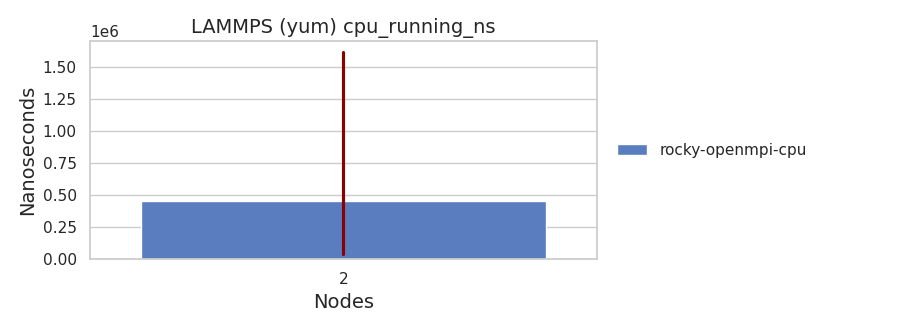 LAMMPS (yum) cpu_running_ns
1e6
1.50
1.25
1.00
0.75
0.50
0.25
0.00
Nanoseconds
2
Nodes
rocky-openmpi-cpu